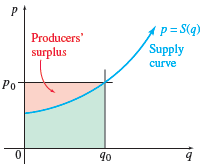 p
p = S(q)
Producers'
surplus
Supply
curve
p0
0
q0
q